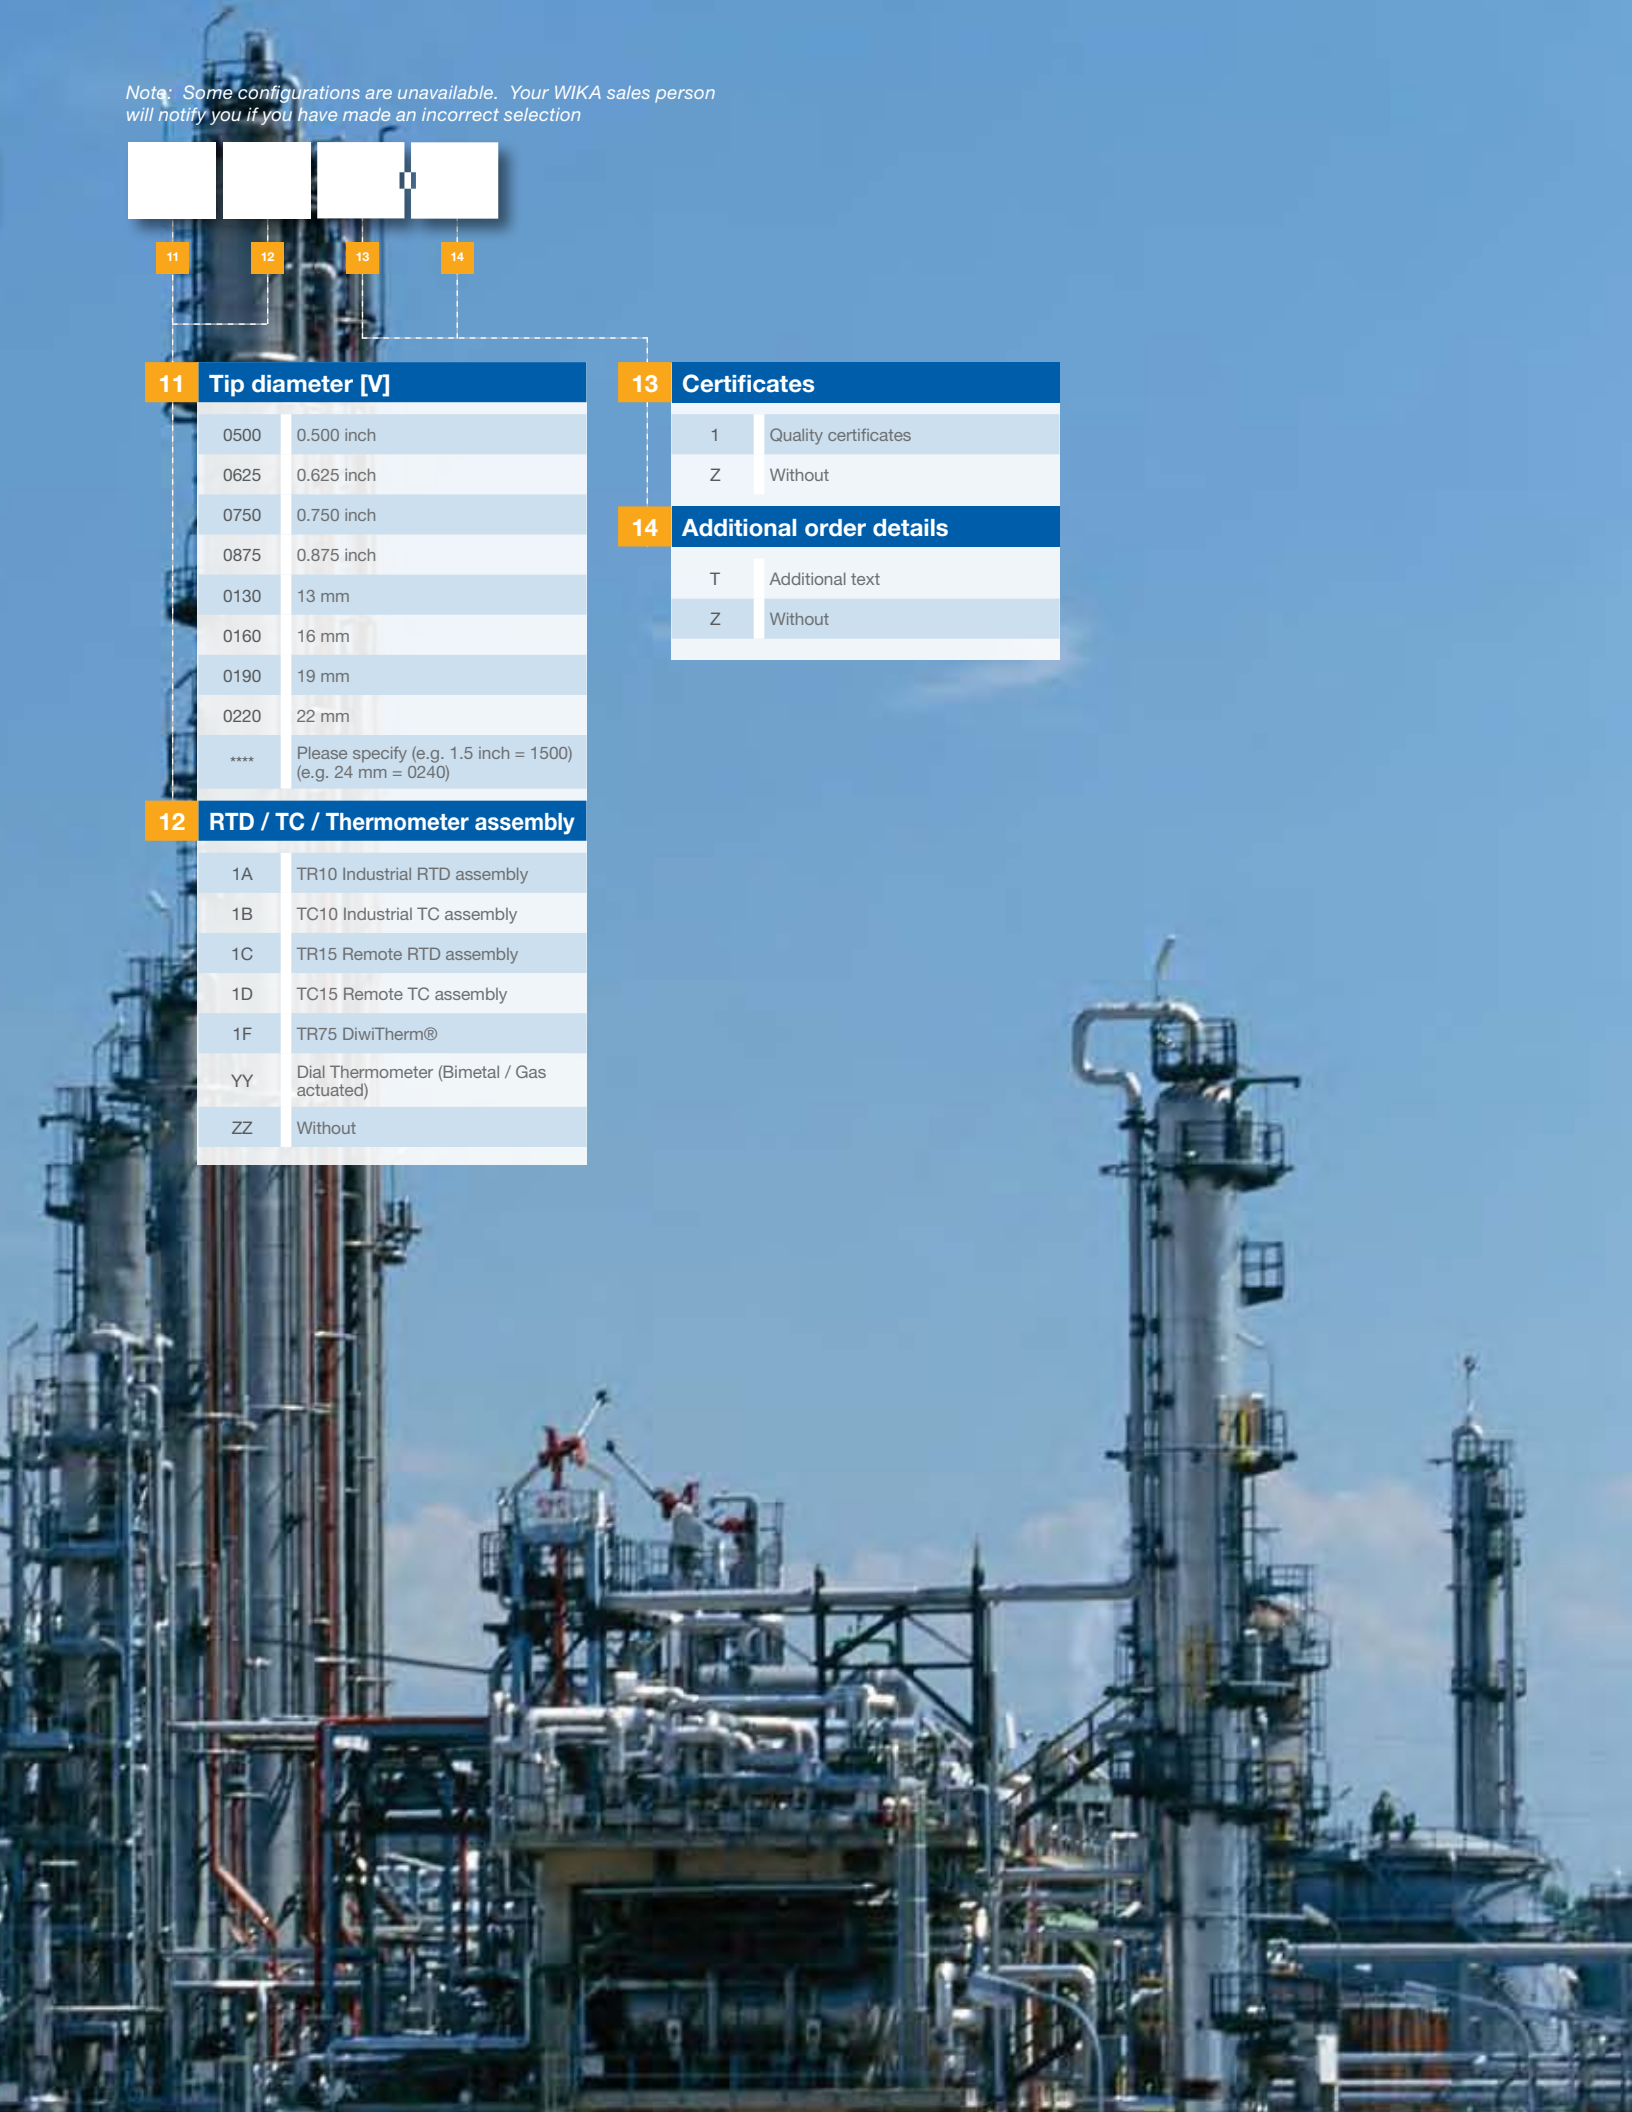 Note: Some configurations are unavailable. Your WIKA sales person
will notify you if you have made an incorrect selection
11 12 13 14
11 Tip diameter [V]
0500 0.500 inch
0625 0.625 inch
0750 0.750 inch
0875 0.875 inch
0130 13 mm
0160 16 mm
0190 19 mm
0220 22 mm
**** Please specify (e.g. 1.5 inch = 1500)
(e.g. 24 mm = 0240)
12 RTD / TC / Thermometer assembly
1A TR10 Industrial RTD assembly
1B TC10 Industrial TC assembly
1C TR15 Remote RTD assembly
1D TC15 Remote TC assembly
1F TR75 DiwiTherm®
YY Dial Thermometer (Bimetal / Gas
actuated)
ZZ Without
13 Certificates
1 Quality certificates
Z Without
14 Additional order details
T Additional text
Z Without